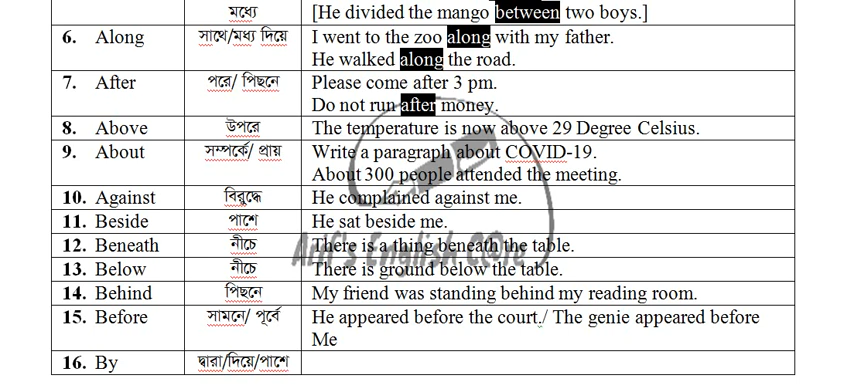 মধ্যে [He divided the mango between two boys.]
6. Along সাথে/মধ্য দিয়ে I went to the zoo along with my father.
He walked along the road.
7. After পরে/ পিছনে Please come after 3 pm.
Do not run after money.
8. Above উপরে The temperature is now above 29 Degree Celsius.
9. About সম্পর্কে/ প্রায় Write a paragraph about COVID-19.
About 300 people attended the meeting.
10. Against বিরুদ্ধে He complained against me.
11. Beside পাশে He sat beside me.
12. Beneath নীচে There is a thing beneath the table.
13. Below নীচে There is ground below the table.
14. Behind পিছনে My friend was standing behind my reading room.
15. Before সামনে/ পূর্বে He appeared before the court./ The genie appeared before
Me
16. By দ্বারা/দিয়ে/পাশে
Arif's English C@re